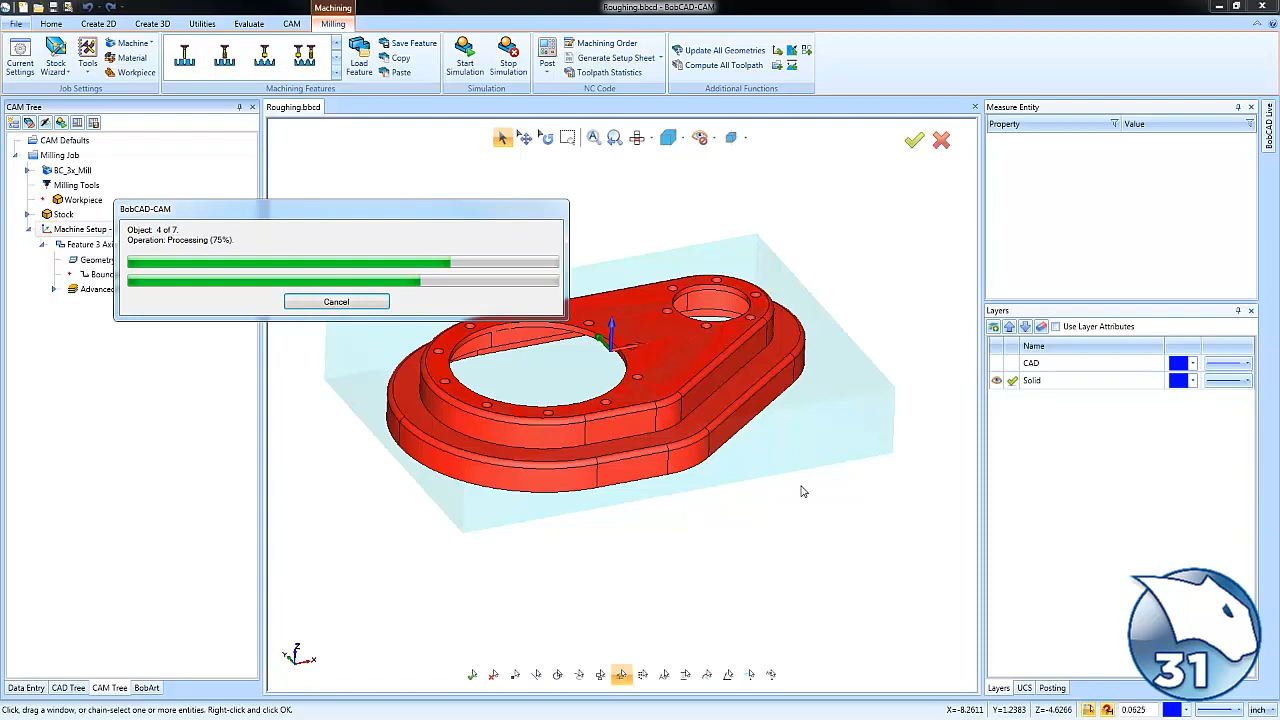 Roughing.bbcd - BobCAD-CAM
Machining
File Home Create 2D Create 3D Utilities Evaluate CAM Milling
Current Settings
Stock Wizard
Tools
Machine
Material
Workpiece
Job Settings
Load Feature
Save Feature
Copy
Paste
Machining Features
Start Simulation
Stop Simulation
Simulation
Post
Machining Order
Generate Setup Sheet
Toolpath Statistics
NC Code
Update All Geometries
Compute All Toolpath
Additional Functions
CAM Tree
Roughing.bbcd
Measure Entity
BobCAD Live
Property Value
CAM Defaults
Milling Job
BC_3x_Mill
Milling Tools
Workpiece
Stock
Machine Setup -
Feature 3 Axi
Geometry
Bounc
Advanced
BobCAD-CAM
Object: 4 of 7.
Operation: Processing (75%).
Cancel
Layers
Use Layer Attributes
Name
CAD
Solid
Z
Y
X
31
Data Entry CAD Tree CAM Tree BobArt
Layers UCS Posting
Click, drag a window, or chain-select one or more entities. Right-click and click OK.
X=-8.2611 Y=1.2383 Z=-4.6266 0.0625 inch